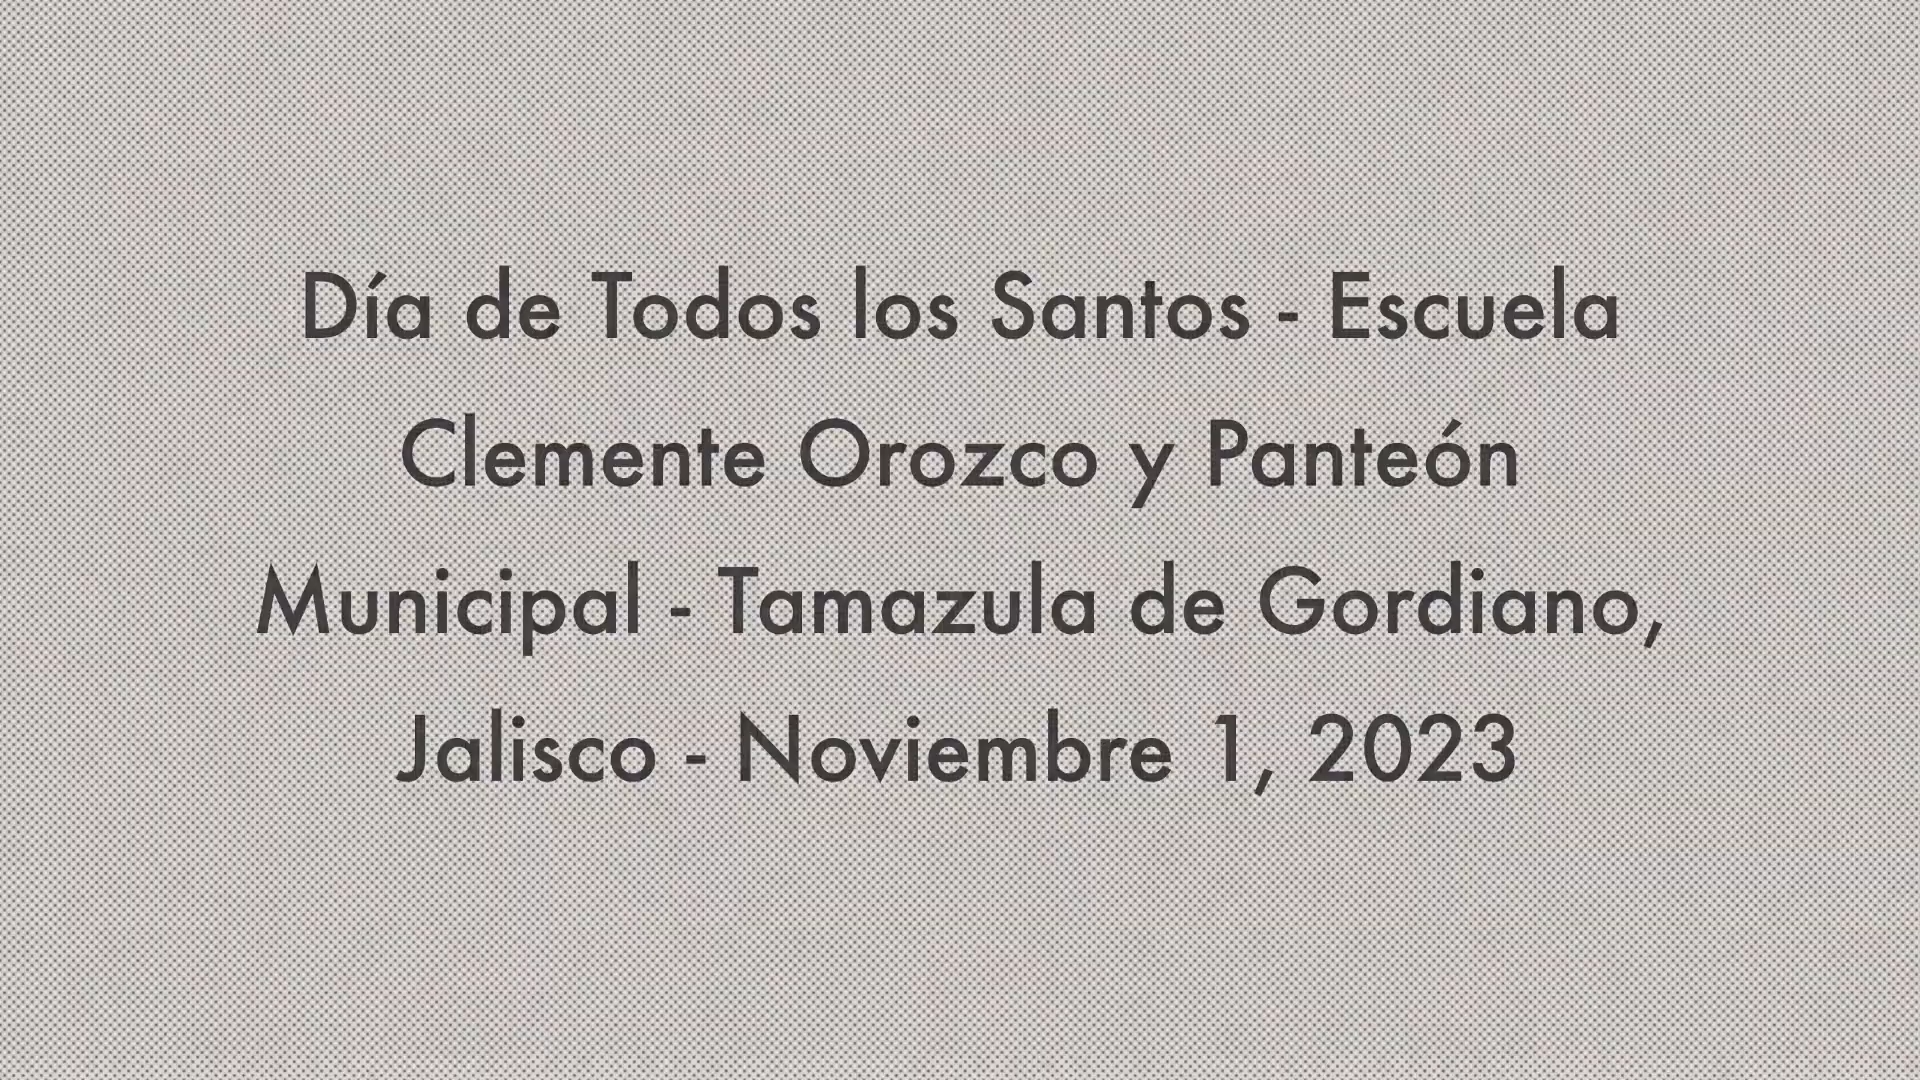 Día de Todos los Santos - Escuela
Clemente Orozco y Panteón
Municipal - Tamazula de Gordiano,
Jalisco - Noviembre 1, 2023